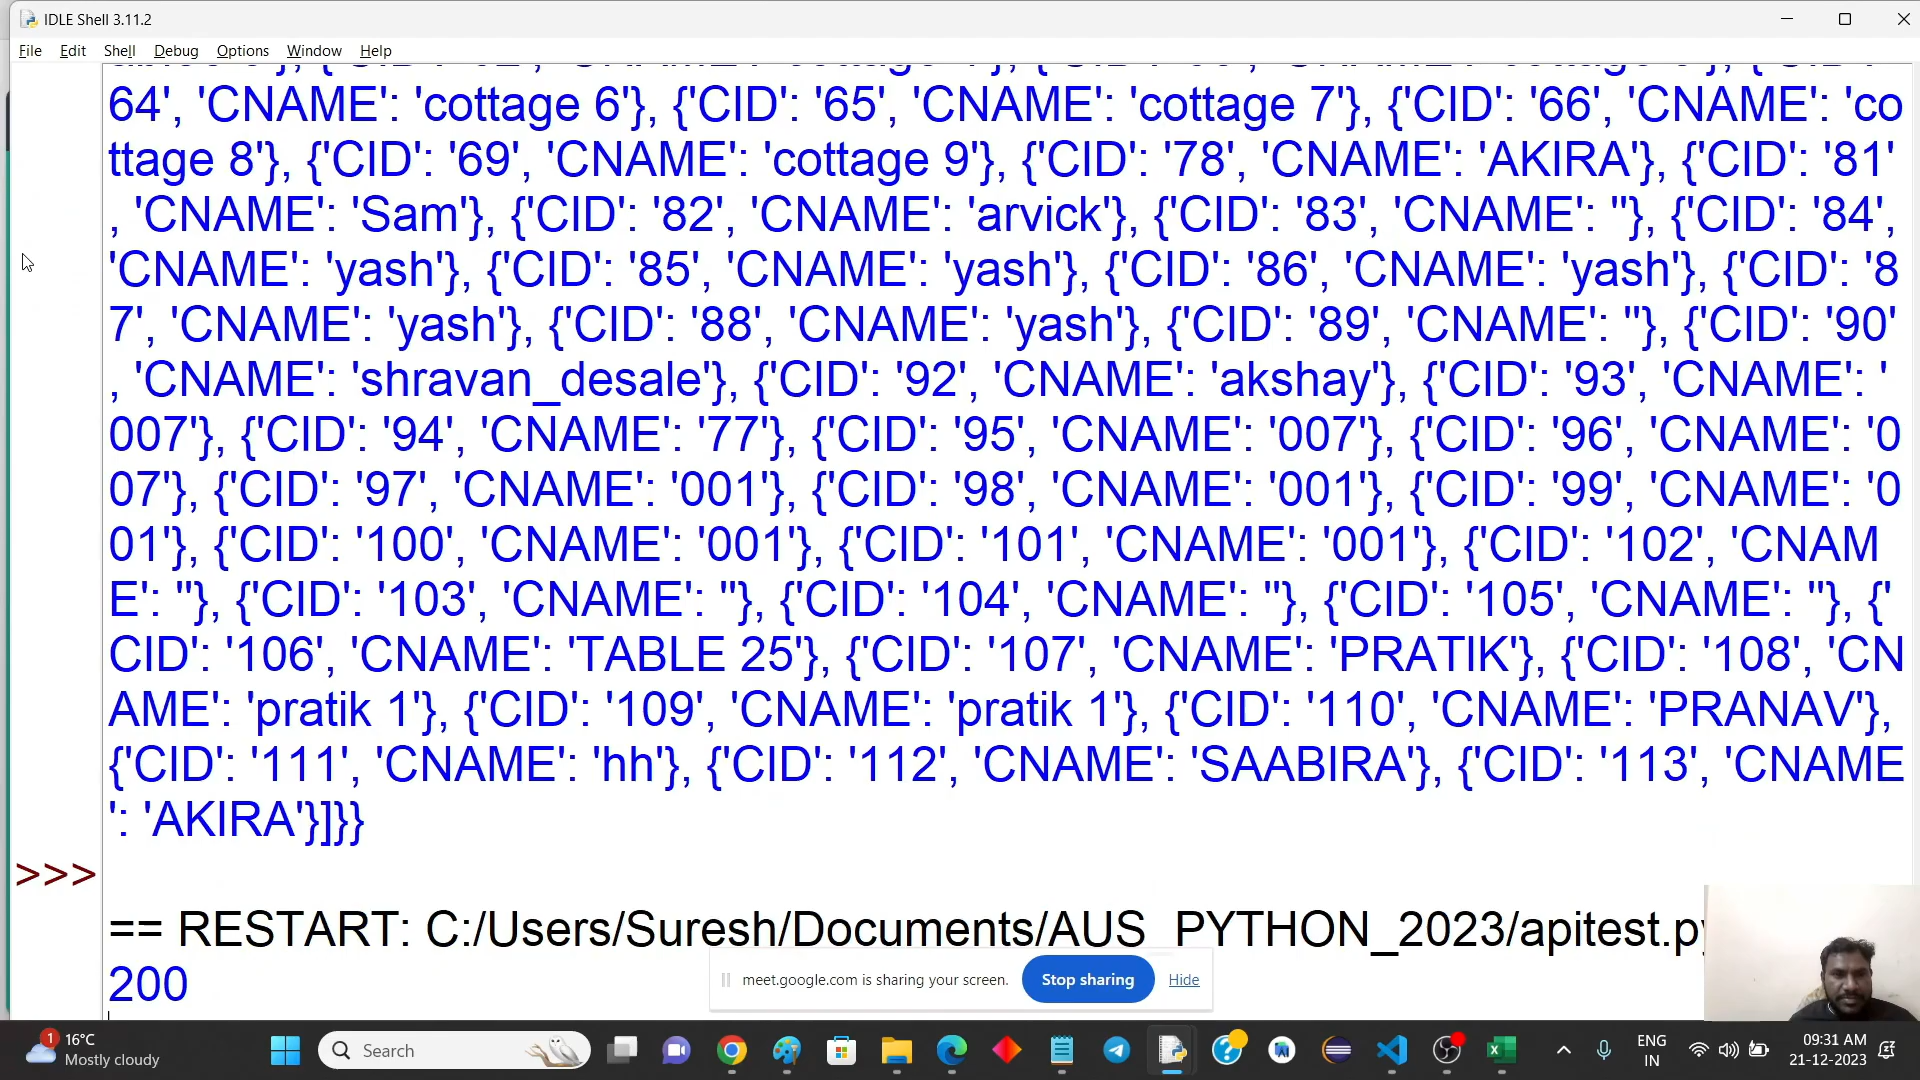 IDLE Shell 3.11.2
File Edit Shell Debug Options Window Help
64', 'CNAME': 'cottage 6'}, {'CID': '65', 'CNAME': 'cottage 7'}, {'CID': '66', 'CNAME': 'co
ttage 8'}, {'CID': '69', 'CNAME': 'cottage 9'}, {'CID': '78', 'CNAME': 'AKIRA'}, {'CID': '81'
, 'CNAME': 'Sam'}, {'CID': '82', 'CNAME': 'arvick'}, {'CID': '83', 'CNAME': ''}, {'CID': '84',
'CNAME': 'yash'}, {'CID': '85', 'CNAME': 'yash'}, {'CID': '86', 'CNAME': 'yash'}, {'CID': '8
7', 'CNAME': 'yash'}, {'CID': '88', 'CNAME': 'yash'}, {'CID': '89', 'CNAME': ''}, {'CID': '90'
, 'CNAME': 'shravan_desale'}, {'CID': '92', 'CNAME': 'akshay'}, {'CID': '93', 'CNAME': '
007'}, {'CID': '94', 'CNAME': '77'}, {'CID': '95', 'CNAME': '007'}, {'CID': '96', 'CNAME': '0
07'}, {'CID': '97', 'CNAME': '001'}, {'CID': '98', 'CNAME': '001'}, {'CID': '99', 'CNAME': '0
01'}, {'CID': '100', 'CNAME': '001'}, {'CID': '101', 'CNAME': '001'}, {'CID': '102', 'CNAM
E': ''}, {'CID': '103', 'CNAME': ''}, {'CID': '104', 'CNAME': ''}, {'CID': '105', 'CNAME': ''}, {'
CID': '106', 'CNAME': 'TABLE 25'}, {'CID': '107', 'CNAME': 'PRATIK'}, {'CID': '108', 'CN
AME': 'pratik 1'}, {'CID': '109', 'CNAME': 'pratik 1'}, {'CID': '110', 'CNAME': 'PRANAV'},
{'CID': '111', 'CNAME': 'hh'}, {'CID': '112', 'CNAME': 'SAABIRA'}, {'CID': '113', 'CNAME
': 'AKIRA'}]}}
>>>
== RESTART: C:/Users/Suresh/Documents/AUS_PYTHON_2023/apitest.py
200
meet.google.com is sharing your screen. Stop sharing Hide
1 16°C
Mostly cloudy
Search
ENG
IN
09:31 AM
21-12-2023